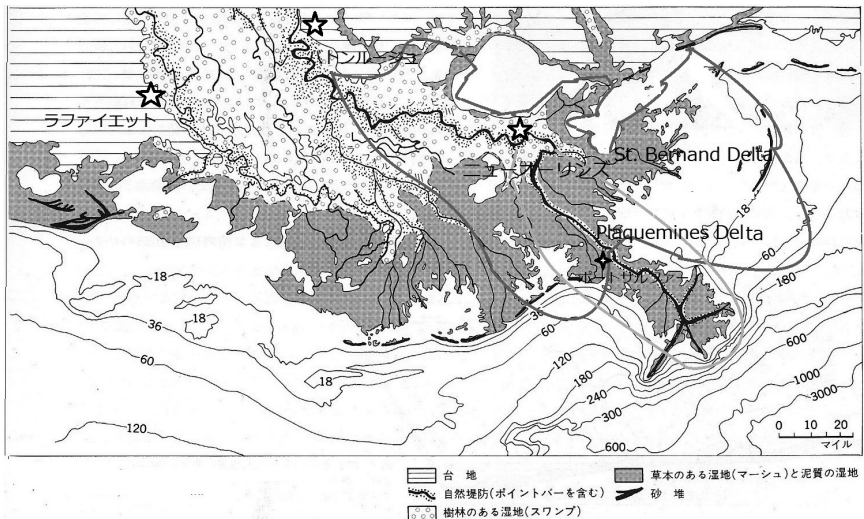 バトンルージュ
ラファイエット
St. Bernand Delta
ニューオーリンズ
Plaquemines Delta
ポートサルファー
18
60
180
18
36
18
60
18
120
36
60
120
180
240
300
600
600
1000
3000
0 10 20
マイル
台地
自然堤防(ポイントバーを含む)
樹林のある湿地(スワンプ)
草本のある湿地(マーシュ)と泥質の湿地
砂堆